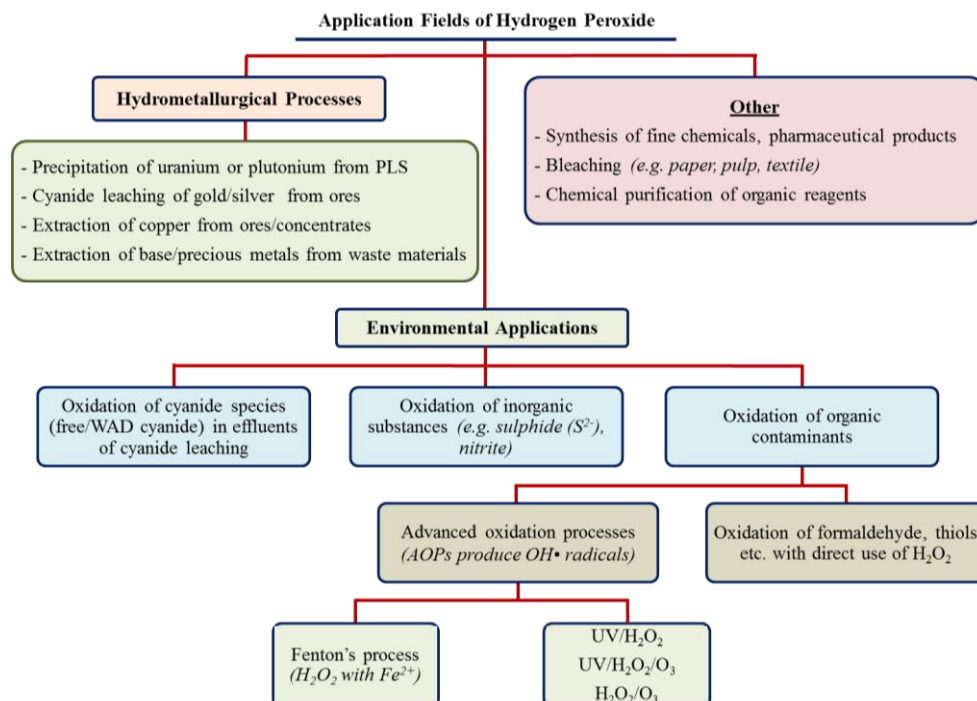 Application Fields of Hydrogen Peroxide
Hydrometallurgical Processes
- Precipitation of uranium or plutonium from PLS
- Cyanide leaching of gold/silver from ores
- Extraction of copper from ores/concentrates
- Extraction of base/precious metals from waste materials
Other
- Synthesis of fine chemicals, pharmaceutical products
- Bleaching (e.g. paper, pulp, textile)
- Chemical purification of organic reagents
Environmental Applications
Oxidation of cyanide species
(free/WAD cyanide) in effluents
of cyanide leaching
Oxidation of inorganic
substances (e.g. sulphide (S²⁻),
nitrite)
Oxidation of organic
contaminants
Advanced oxidation processes
(AOPs produce OH• radicals)
Oxidation of formaldehyde, thiols
etc. with direct use of H₂O₂
Fenton's process
(H₂O₂ with Fe²⁺)
UV/H₂O₂
UV/H₂O₂/O₃
H₂O₂/O₃